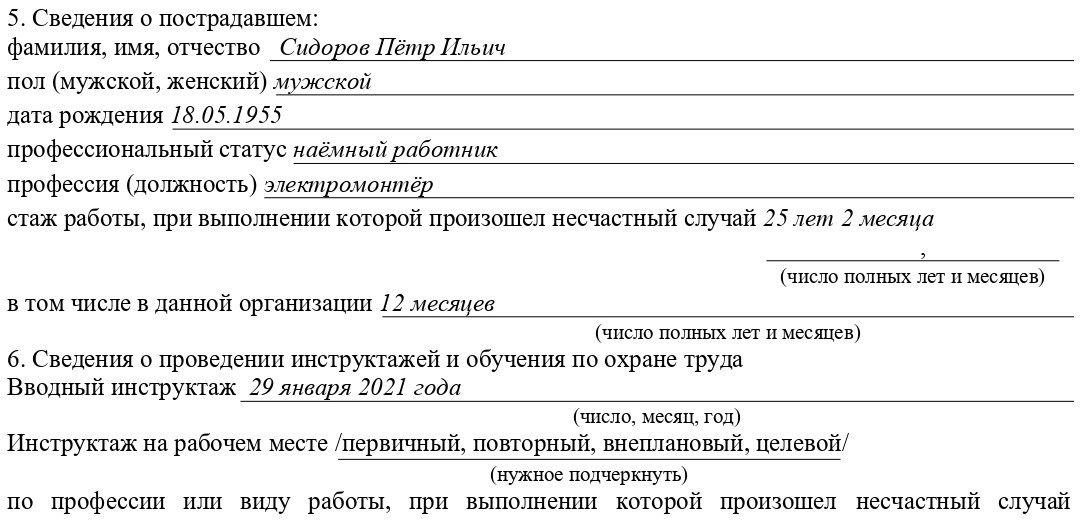 5. Сведения о пострадавшем:
фамилия, имя, отчество Сидоров Пётр Ильич
пол (мужской, женский) мужской
дата рождения 18.05.1955
профессиональный статус наёмный работник
профессия (должность) электромонтёр
стаж работы, при выполнении которой произошел несчастный случай 25 лет 2 месяца
,
(число полных лет и месяцев)
в том числе в данной организации 12 месяцев
(число полных лет и месяцев)
6. Сведения о проведении инструктажей и обучения по охране труда
Вводный инструктаж 29 января 2021 года
(число, месяц, год)
Инструктаж на рабочем месте /первичный, повторный, внеплановый, целевой/
(нужное подчеркнуть)
по профессии или виду работы, при выполнении которой произошел несчастный случай